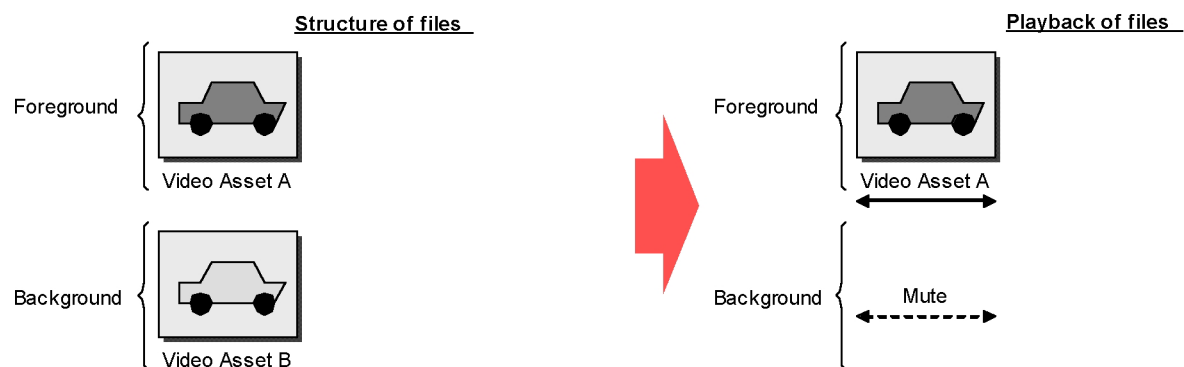 Structure of files
Playback of files
Foreground
Video Asset A
Foreground
Video Asset A
Background
Video Asset B
Background
Mute